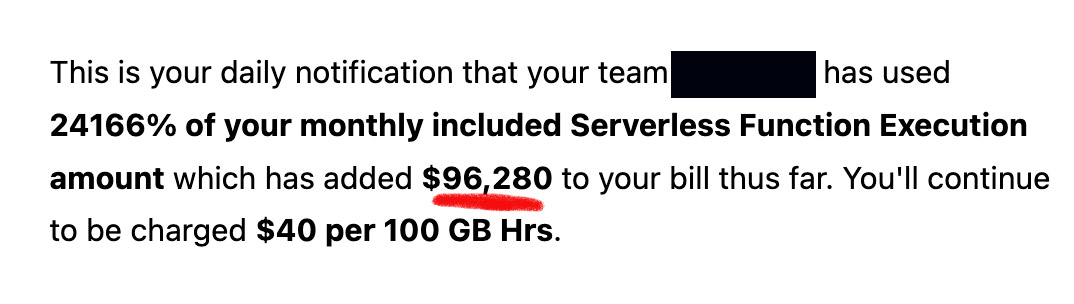 This is your daily notification that your team has used
24166% of your monthly included Serverless Function Execution
amount which has added $96,280 to your bill thus far. You'll continue
to be charged $40 per 100 GB Hrs.